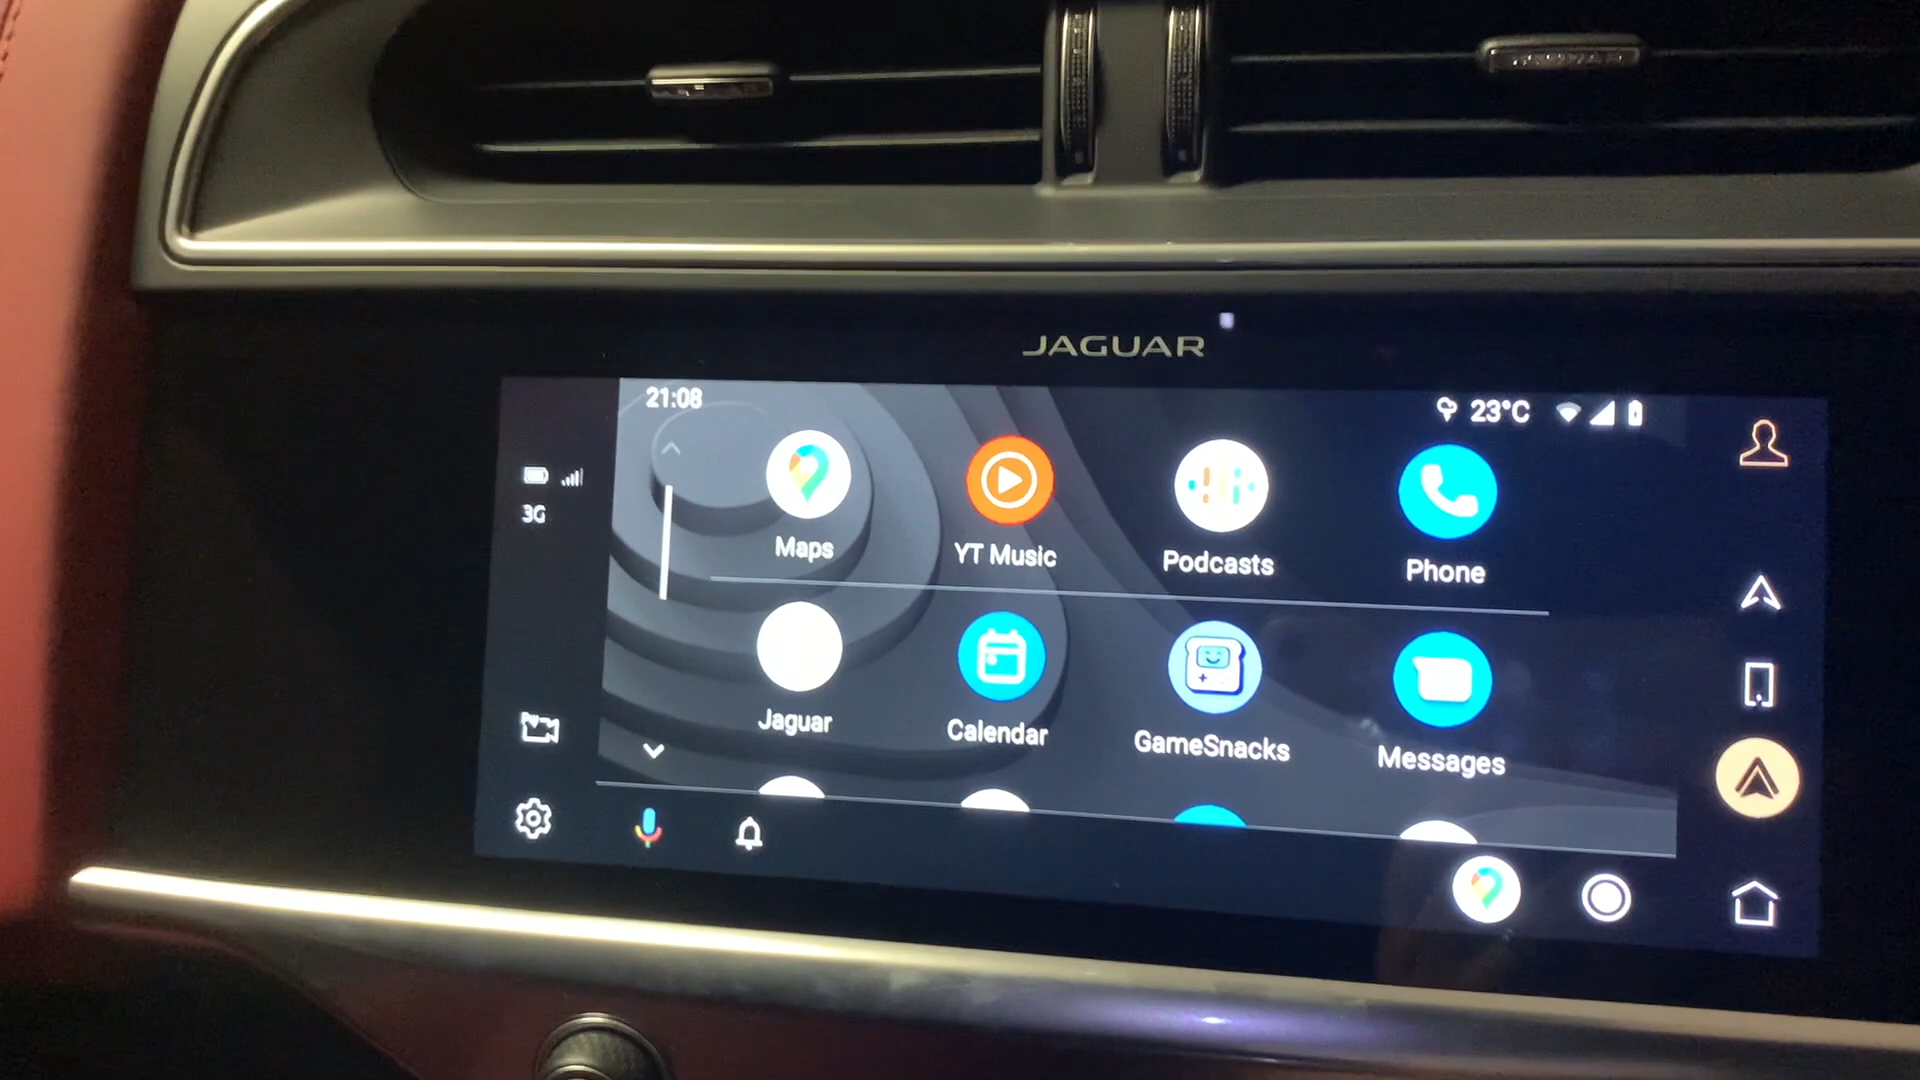 JAGUAR
21:08
23°C
3G
Maps
YT Music
Podcasts
Phone
Jaguar
Calendar
GameSnacks
Messages